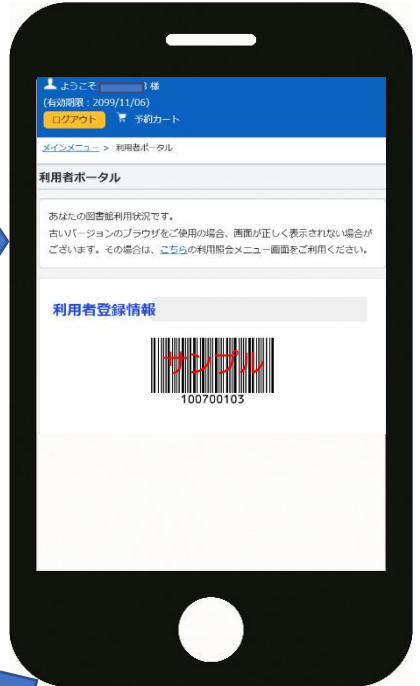 ようこそ 様
(有効期限：2099/11/06)
ログアウト 予約カート
メインメニュー > 利用者ポータル
利用者ポータル
あなたの図書館利用状況です。
古いバージョンのブラウザをご使用の場合、画面が正しく表示されない場合が
ございます。その場合は、こちらの利用照会メニュー画面をご利用ください。
利用者登録情報
サンプル
100700103